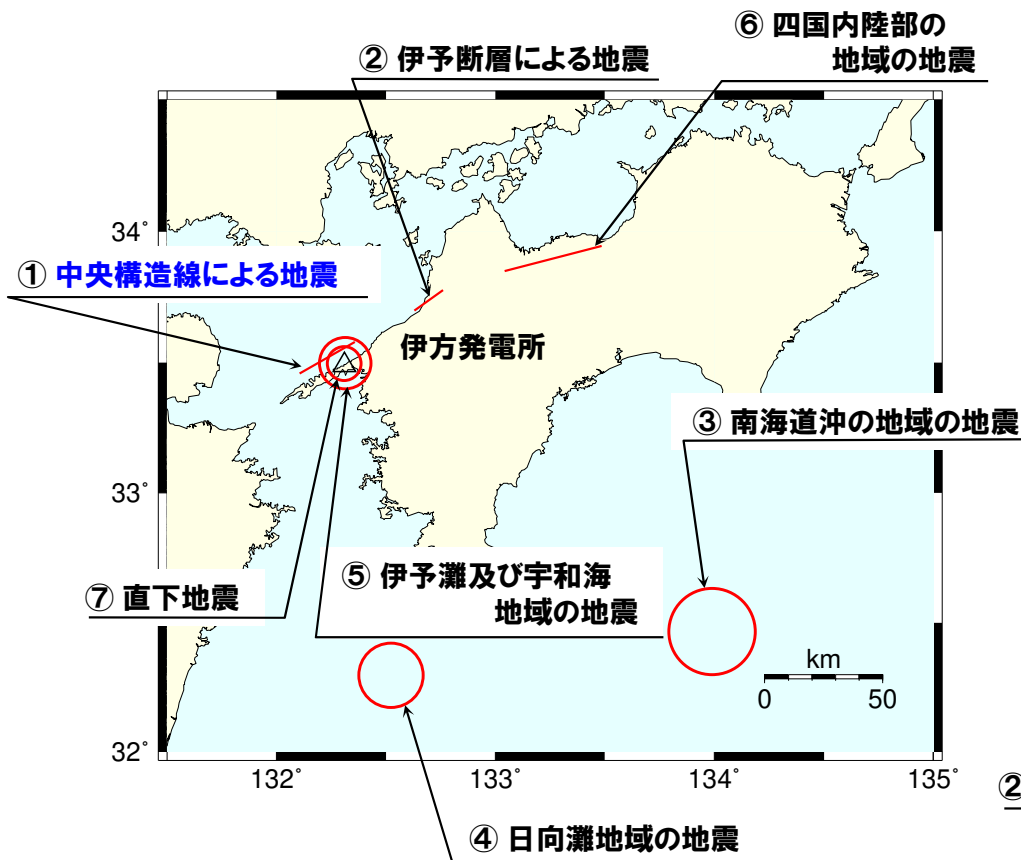 ⑥ 四国内陸部の
地域の地震
② 伊予断層による地震
34°
① 中央構造線による地震
伊方発電所
③ 南海道沖の地域の地震
33°
⑤ 伊予灘及び宇和海
地域の地震
⑦ 直下地震
km
0 50
32°
132° 133° 134° 135°
②
④ 日向灘地域の地震